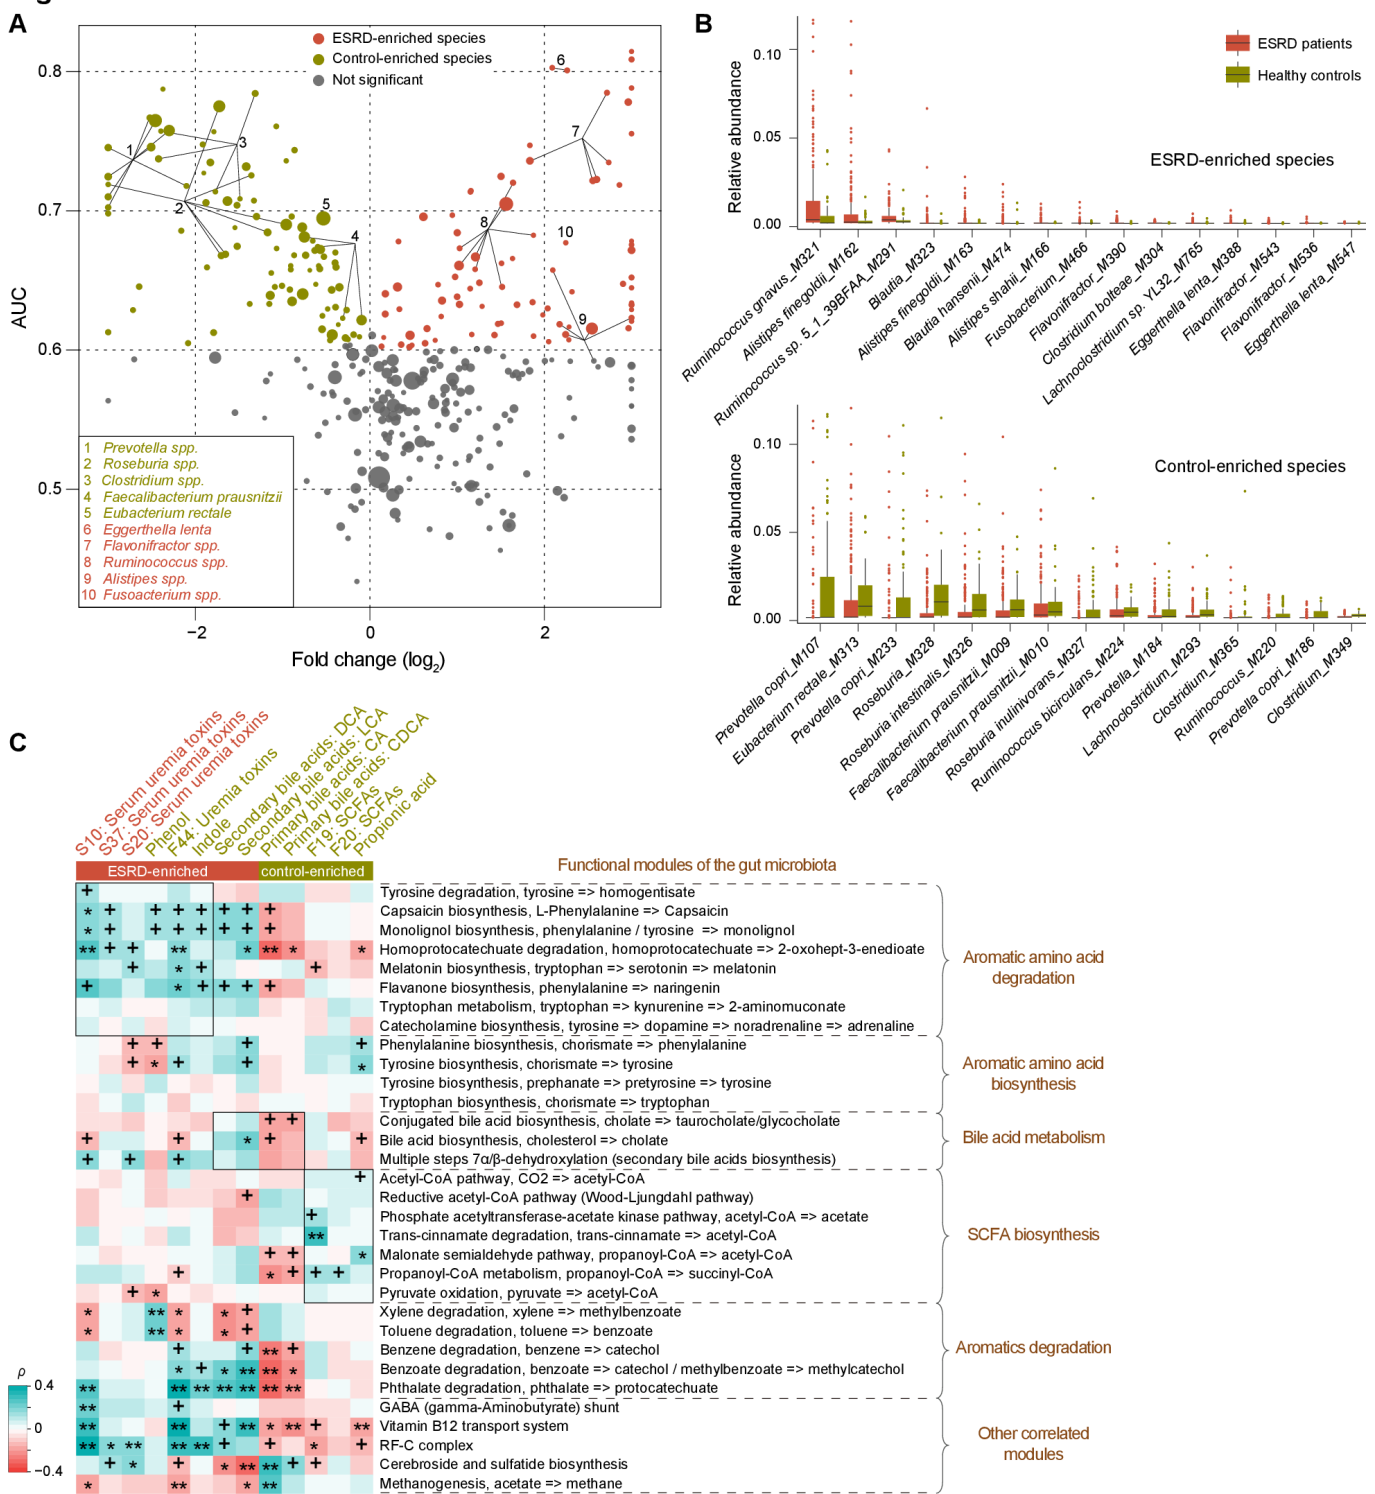 A
ESRD-enriched species
Control-enriched species
Not significant
0.8
0.7
0.6
0.5
AUC
1
2
3
4
5
6
7
8
9
10
1 Prevotella spp.
2 Roseburia spp.
3 Clostridium spp.
4 Faecalibacterium prausnitzii
5 Eubacterium rectale
6 Eggerthella lenta
7 Flavonifractor spp.
8 Ruminococcus spp.
9 Alistipes spp.
10 Fusoacterium spp.
−2
0
2
Fold change (log2)
B
ESRD patients
Healthy controls
ESRD-enriched species
Relative abundance
0.10
0.05
0.00
Ruminococcus gnavus_M321
Alistipes finegoldii_M162
Ruminococcus sp. 5_1_39BFAA_M291
Blautia_M323
Alistipes finegoldii_M163
Blautia hansenii_M474
Alistipes shahii_M166
Fusobacterium_M466
Flavonifractor_M390
Clostridium bolteae_M304
Lachnoclostridium sp. YL32_M765
Eggerthella lenta_M388
Flavonifractor_M543
Flavonifractor_M536
Eggerthella lenta_M547
Control-enriched species
Relative abundance
0.10
0.05
0.00
Prevotella copri_M107
Eubacterium rectale_M313
Prevotella copri_M233
Roseburia_M328
Roseburia intestinalis_M326
Faecalibacterium prausnitzii_M009
Faecalibacterium prausnitzii_M010
Roseburia inulinivorans_M327
Ruminococcus bicirculans_M224
Prevotella_M184
Lachnoclostridium_M293
Clostridium_M365
Ruminococcus_M220
Prevotella copri_M186
Clostridium_M349
C
S10: Serum uremia toxins
S37: Serum uremia toxins
S20: Serum uremia toxins
Phenol
F44: Uremia toxins
Indole
Secondary bile acids: DCA
Secondary bile acids: LCA
Primary bile acids: CA
Primary bile acids: CDCA
F19: SCFAs
F20: SCFAs
Propionic acid
ESRD-enriched
control-enriched
Functional modules of the gut microbiota
Tyrosine degradation, tyrosine => homogentisate
Capsaicin biosynthesis, L-Phenylalanine => Capsaicin
Monolignol biosynthesis, phenylalanine / tyrosine => monolignol
Homoprotocatechuate degradation, homoprotocatechuate => 2-oxohept-3-enedioate
Melatonin biosynthesis, tryptophan => serotonin => melatonin
Flavanone biosynthesis, phenylalanine => naringenin
Tryptophan metabolism, tryptophan => kynurenine => 2-aminomuconate
Catecholamine biosynthesis, tyrosine => dopamine => noradrenaline => adrenaline
Aromatic amino acid
degradation
Phenylalanine biosynthesis, chorismate => phenylalanine
Tyrosine biosynthesis, chorismate => tyrosine
Tyrosine biosynthesis, prephanate => pretyrosine => tyrosine
Tryptophan biosynthesis, chorismate => tryptophan
Aromatic amino acid
biosynthesis
Conjugated bile acid biosynthesis, cholate => taurocholate/glycocholate
Bile acid biosynthesis, cholesterol => cholate
Multiple steps 7α/β-dehydroxylation (secondary bile acids biosynthesis)
Bile acid metabolism
Acetyl-CoA pathway, CO2 => acetyl-CoA
Reductive acetyl-CoA pathway (Wood-Ljungdahl pathway)
Phosphate acetyltransferase-acetate kinase pathway, acetyl-CoA => acetate
Trans-cinnamate degradation, trans-cinnamate => acetyl-CoA
Malonate semialdehyde pathway, propanoyl-CoA => acetyl-CoA
Propanoyl-CoA metabolism, propanoyl-CoA => succinyl-CoA
Pyruvate oxidation, pyruvate => acetyl-CoA
SCFA biosynthesis
Xylene degradation, xylene => methylbenzoate
Toluene degradation, toluene => benzoate
Benzene degradation, benzene => catechol
Benzoate degradation, benzoate => catechol / methylbenzoate => methylcatechol
Phthalate degradation, phthalate => protocatechuate
Aromatics degradation
GABA (gamma-Aminobutyrate) shunt
Vitamin B12 transport system
RF-C complex
Cerebroside and sulfatide biosynthesis
Methanogenesis, acetate => methane
Other correlated
modules
ρ
0.4
0
−0.4